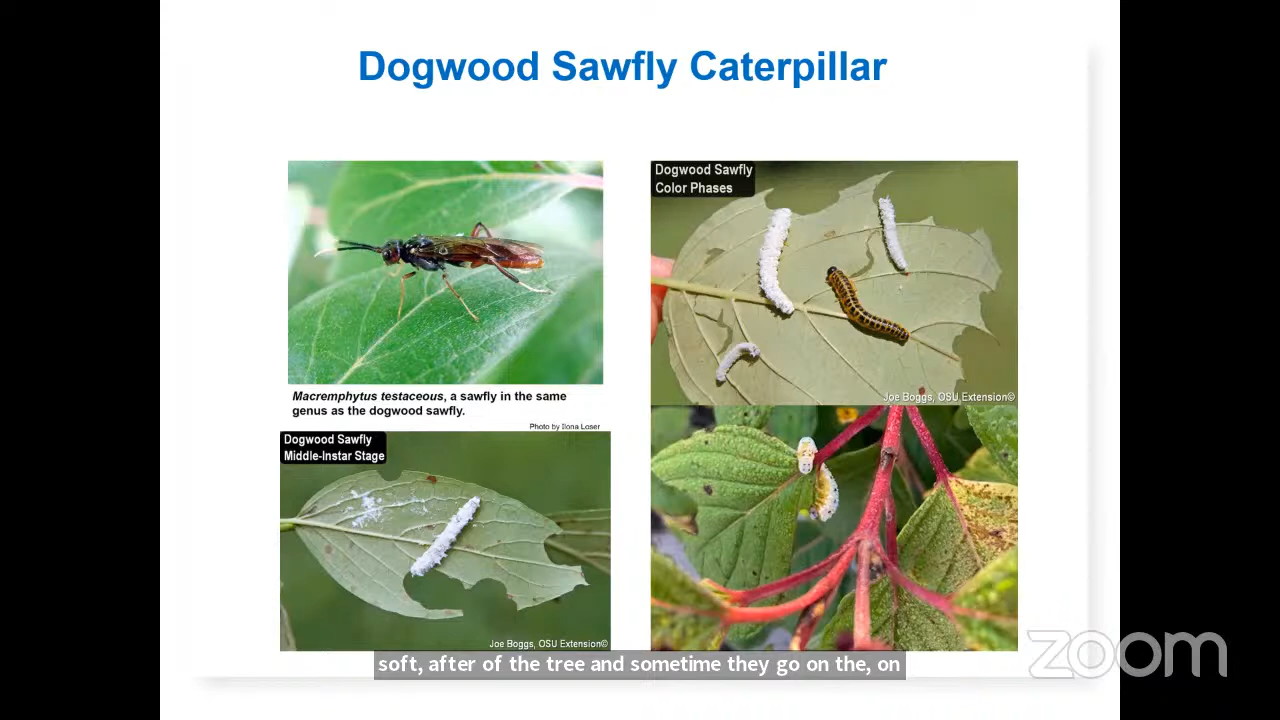 Dogwood Sawfly Caterpillar
Macremphytus testaceous, a sawfly in the same
genus as the dogwood sawfly.
Photo by Ilona Loser
Dogwood Sawfly
Middle-Instar Stage
Joe Boggs, OSU Extension©
Dogwood Sawfly
Color Phases
Joe Boggs, OSU Extension©
soft, after of the tree and sometime they go on the, on
zoom